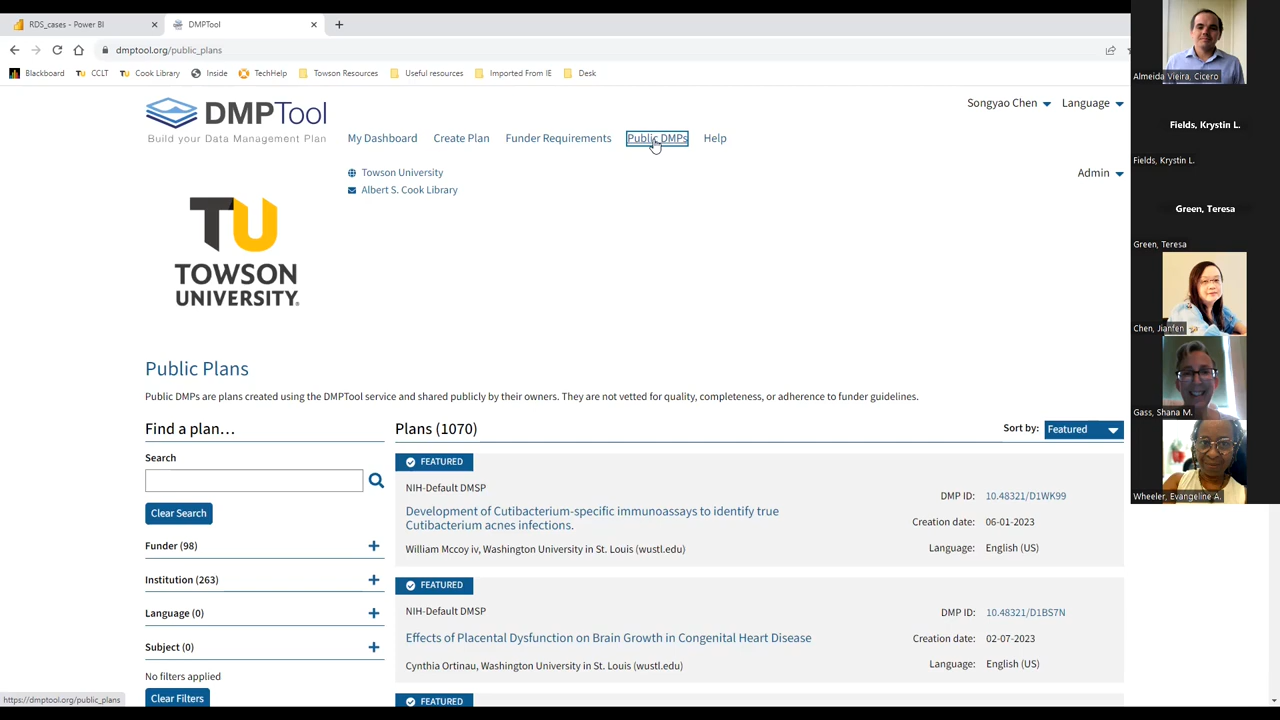 RDS_cases - Power BI
DMPTool
dmptool.org/public_plans
Blackboard
CCLT
Cook Library
Inside
TechHelp
Towson Resources
Useful resources
Imported From IE
Desk
DMPTool
Build your Data Management Plan
Songyao Chen
Language
My Dashboard
Create Plan
Funder Requirements
Public DMPs
Help
Towson University
Albert S. Cook Library
Admin
TU
TOWSON
UNIVERSITY.
Public Plans
Public DMPs are plans created using the DMPTool service and shared publicly by their owners. They are not vetted for quality, completeness, or adherence to funder guidelines.
Find a plan...
Search
Clear Search
Funder (98)
Institution (263)
Language (0)
Subject (0)
No filters applied
Clear Filters
Plans (1070)
Sort by:
Featured
FEATURED
NIH-Default DMSP
Development of Cutibacterium-specific immunoassays to identify true
Cutibacterium acnes infections.
William Mccoy iv, Washington University in St. Louis (wustl.edu)
DMP ID: 10.48321/D1WK99
Creation date: 06-01-2023
Language: English (US)
FEATURED
NIH-Default DMSP
Effects of Placental Dysfunction on Brain Growth in Congenital Heart Disease
Cynthia Ortinau, Washington University in St. Louis (wustl.edu)
DMP ID: 10.48321/D1BS7N
Creation date: 02-07-2023
Language: English (US)
FEATURED
https://dmptool.org/public_plans
Almeida Vieira, Cicero
Fields, Krystin L.
Fields, Krystin L.
Green, Teresa
Green, Teresa
Chen, Jianfen
Gass, Shana M.
Wheeler, Evangeline A.